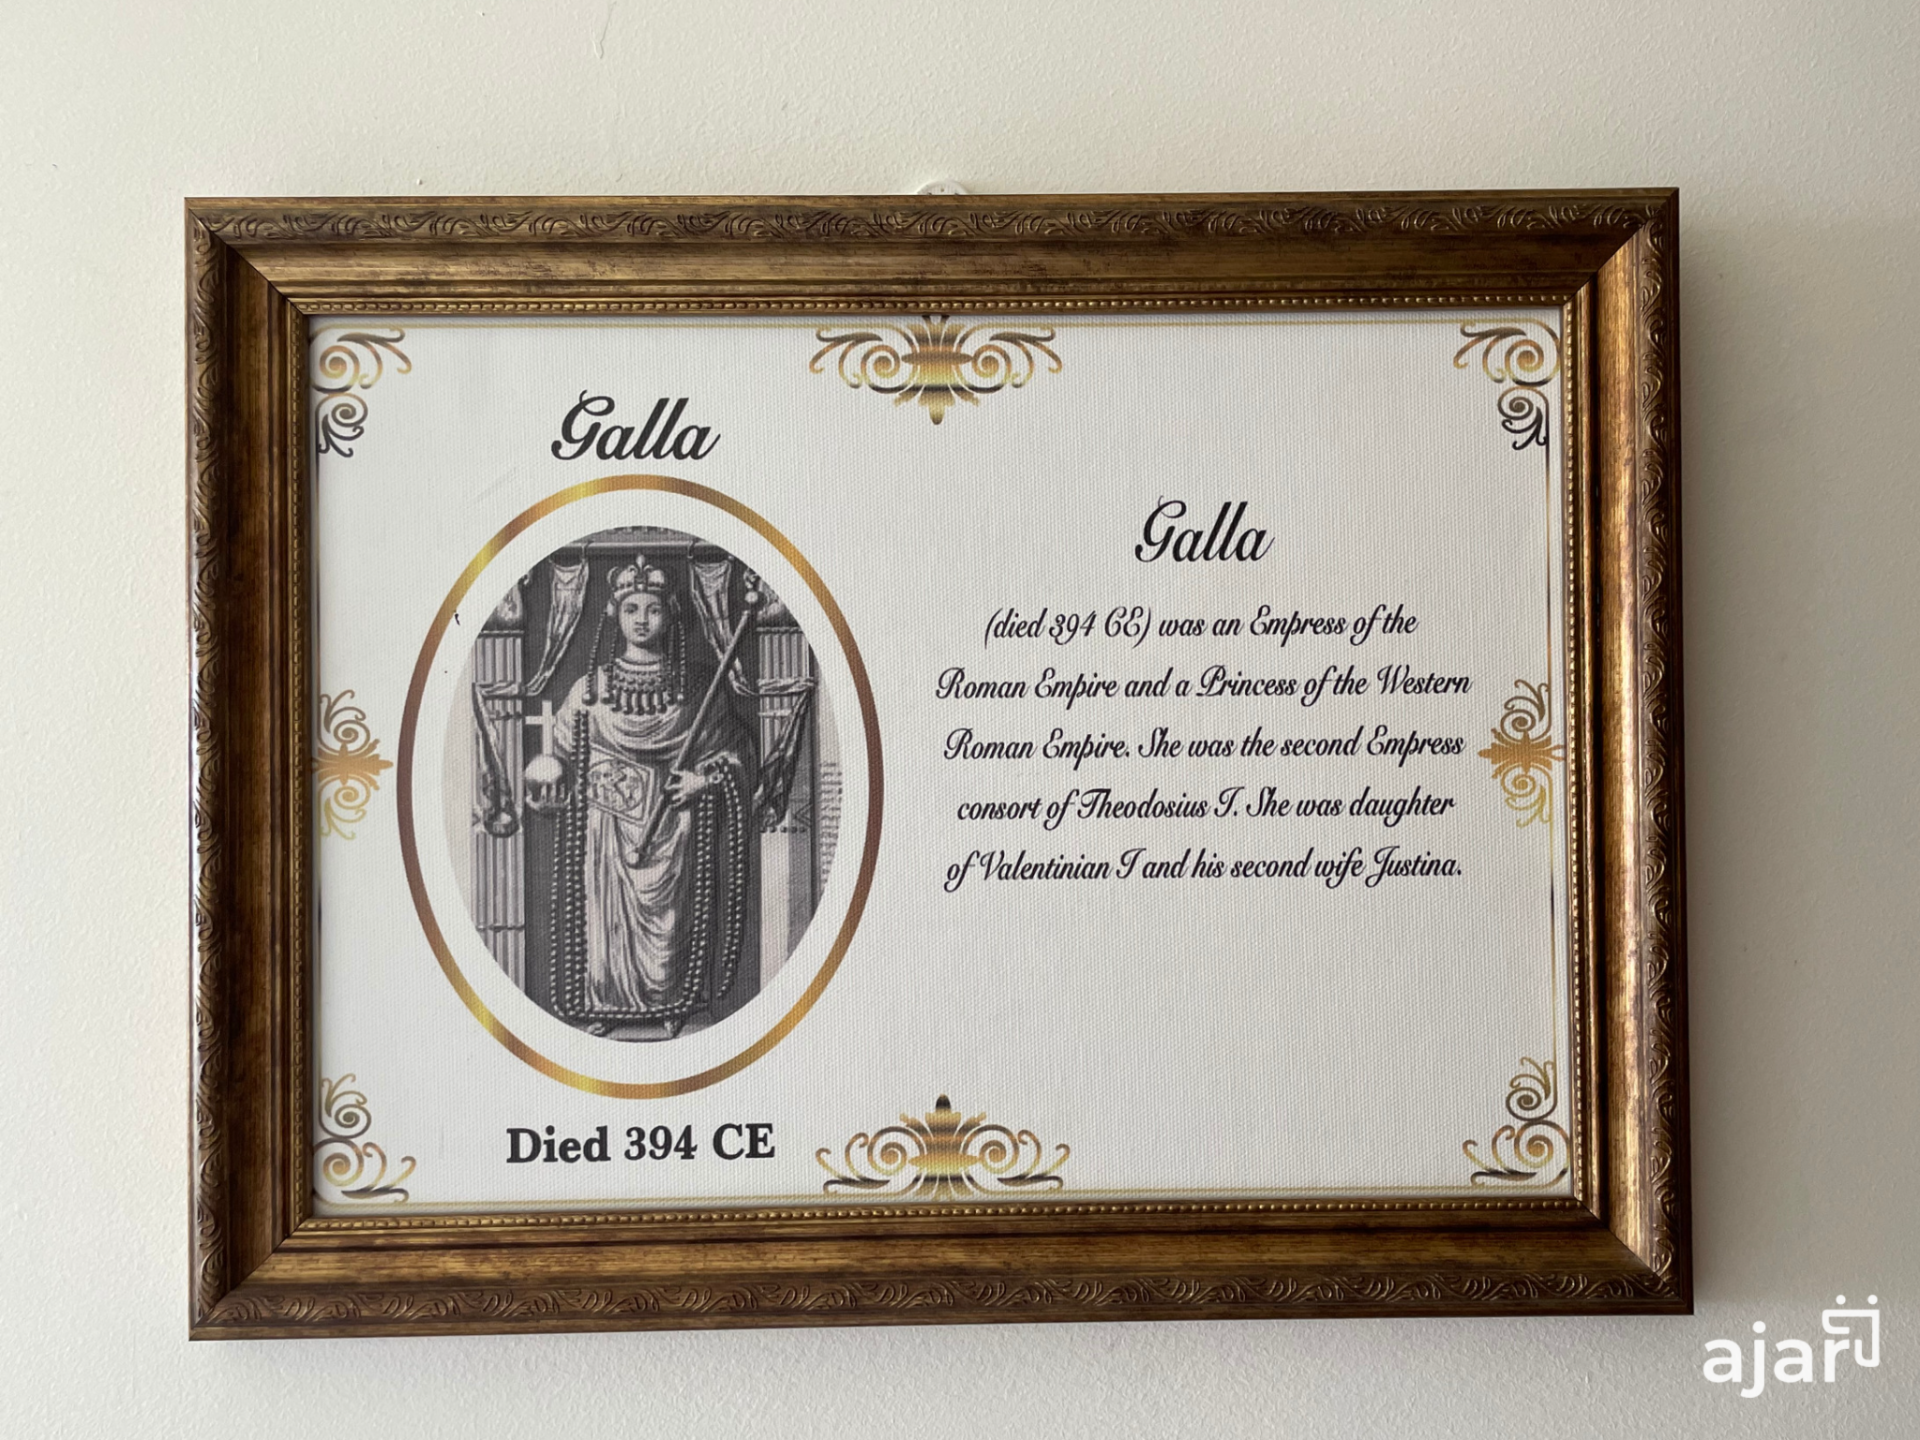 Galla
Died 394 CE
Galla
(died 394 CE) was an Empress of the
Roman Empire and a Princess of the Western
Roman Empire. She was the second Empress
consort of Theodosius I. She was daughter
of Valentinian I and his second wife Justina.
ajar